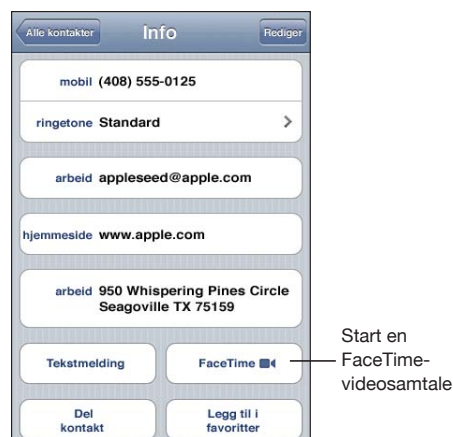 Alle kontakter Info Rediger
mobil (408) 555-0125
ringetone Standard
arbeid appleseed@apple.com
hjemmeside www.apple.com
arbeid 950 Whispering Pines Circle
Seagoville TX 75159
Tekstmelding FaceTime
Del
kontakt
Legg til i
favoritter
Start en
FaceTime-
videosamtale